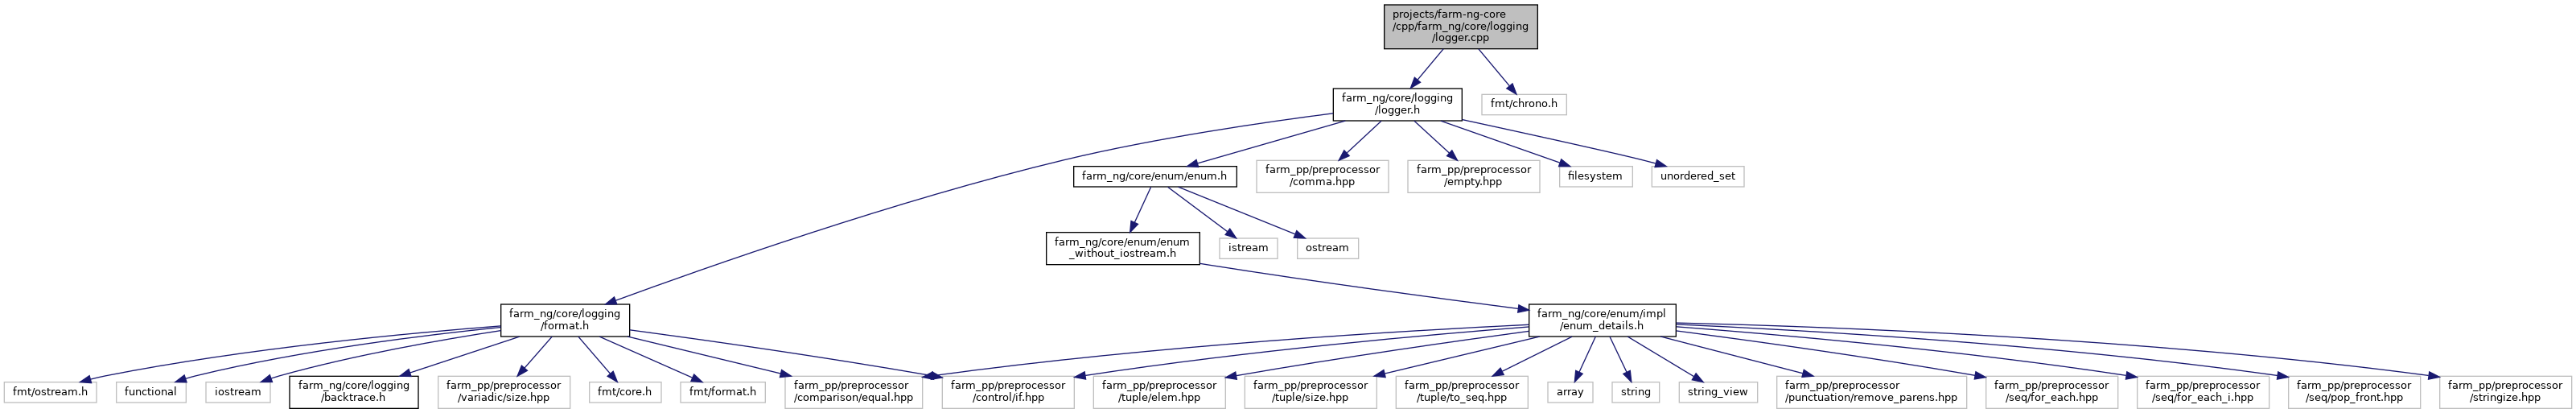 projects/farm-ng-core
/cpp/farm_ng/core/logging
/logger.cpp
farm_ng/core/logging
/logger.h
fmt/chrono.h
farm_ng/core/enum/enum.h
farm_pp/preprocessor
/comma.hpp
farm_pp/preprocessor
/empty.hpp
filesystem
unordered_set
farm_ng/core/enum/enum
_without_iostream.h
istream
ostream
farm_ng/core/logging
/format.h
farm_ng/core/enum/impl
/enum_details.h
fmt/ostream.h
functional
iostream
farm_ng/core/logging
/backtrace.h
farm_pp/preprocessor
/variadic/size.hpp
fmt/core.h
fmt/format.h
farm_pp/preprocessor
/comparison/equal.hpp
farm_pp/preprocessor
/control/if.hpp
farm_pp/preprocessor
/tuple/elem.hpp
farm_pp/preprocessor
/tuple/size.hpp
farm_pp/preprocessor
/tuple/to_seq.hpp
array
string
string_view
farm_pp/preprocessor
/punctuation/remove_parens.hpp
farm_pp/preprocessor
/seq/for_each.hpp
farm_pp/preprocessor
/seq/for_each_i.hpp
farm_pp/preprocessor
/seq/pop_front.hpp
farm_pp/preprocessor
/stringize.hpp